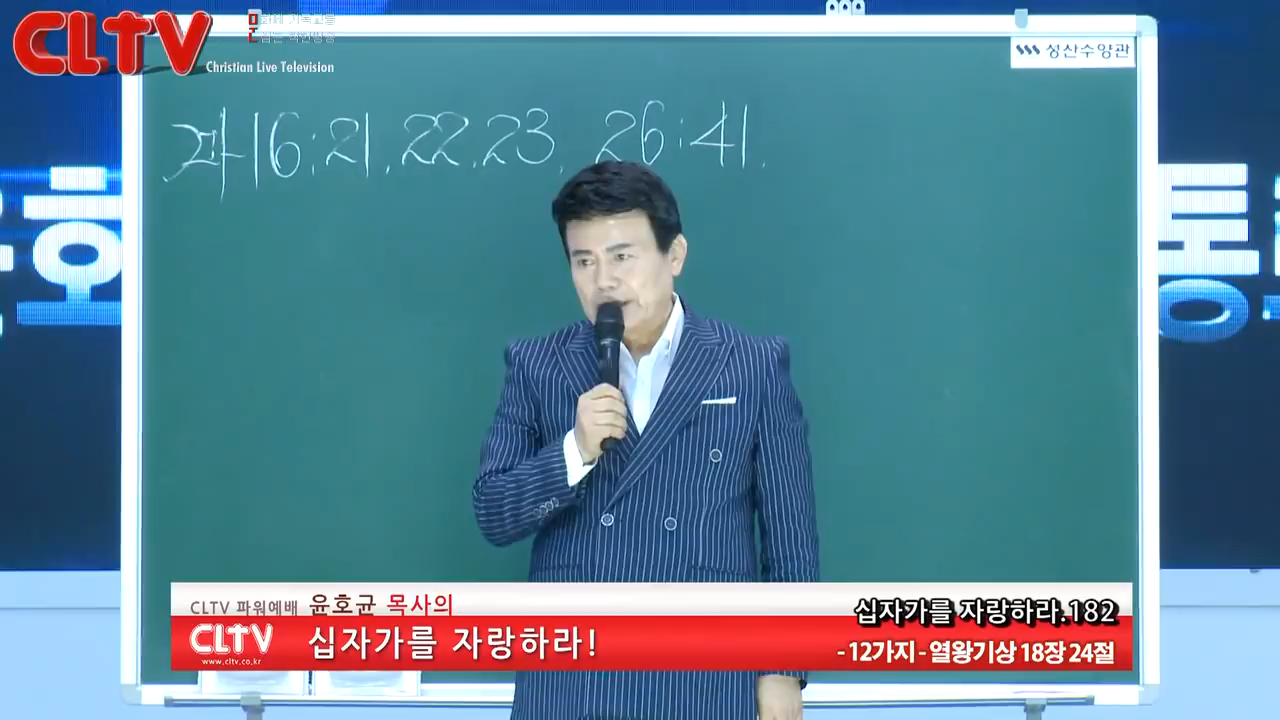 CLTV
Christian Live Television
성산수양관
마16:21, 22, 23, 26:41,
CLTV 파워예배 윤호균 목사의
십자가를 자랑하라.182
CLTV
www.cltv.co.kr
십자가를 자랑하라!
- 12가지 - 열왕기상 18장 24절